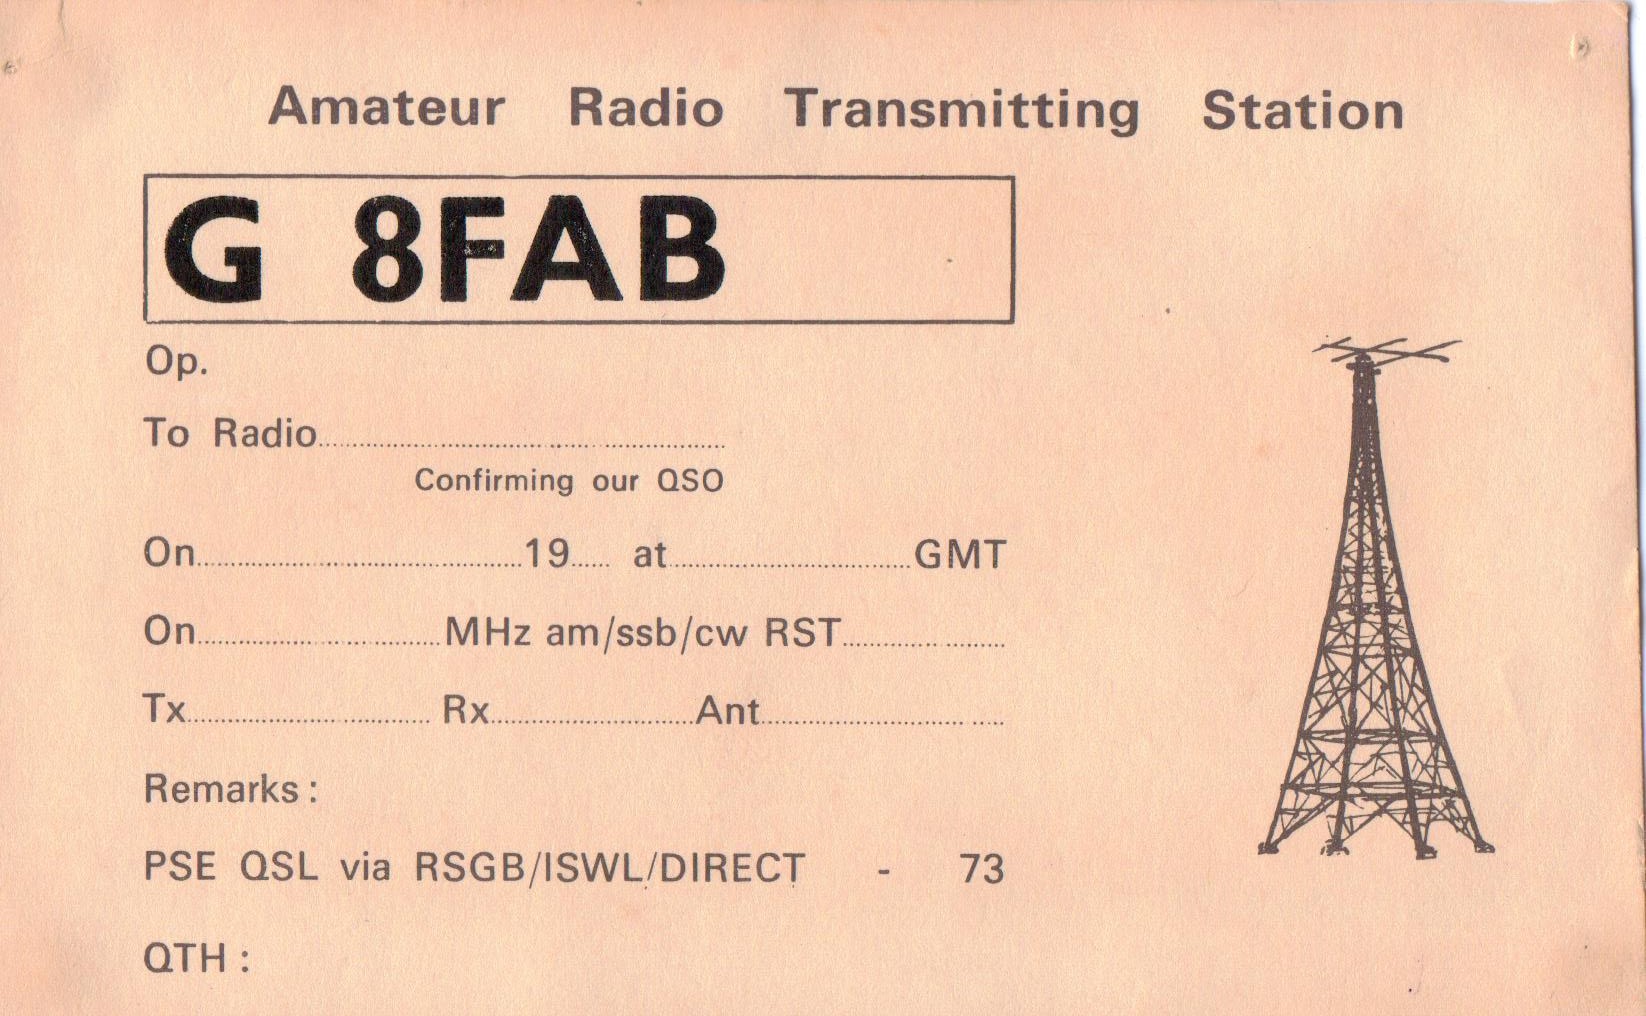 Amateur Radio Transmitting Station
G 8FAB
Op.
To Radio........................................
Confirming our QSO
On........................................19..... at..............................GMT
On..............................MHz am/ssb/cw RST....................
Tx.............................. Rx.........................Ant..............................
Remarks :
PSE QSL via RSGB/ISWL/DIRECT - 73
QTH :